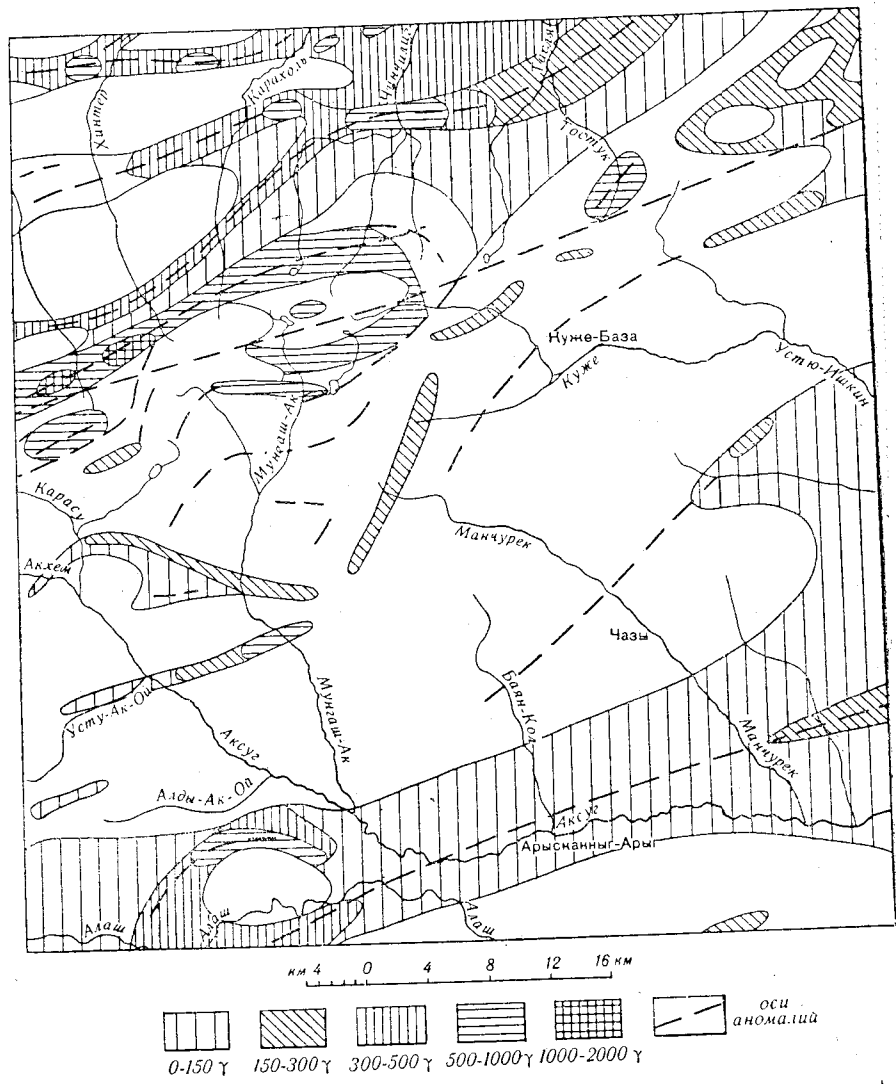 Хинтер
Карахоль
Чунчилиг
Тостук
Нуже-База
Куже
Устю-Ишкин
Мунгаш-Ак
Карасу
Акхем
Манчурек
Чазы
Усту-Ак-Ой
Аксуг
Мунгаш-Ак
Баян-Кол
Манчурек
Алды-Ак-Ой
Аксуг
Арысканныг-Арыг
Алаш
Алаш
Алаш
км 4 0 4 8 12 16 км
0-150 γ 150-300 γ 300-500 γ 500-1000 γ 1000-2000 γ
оси
аномалий